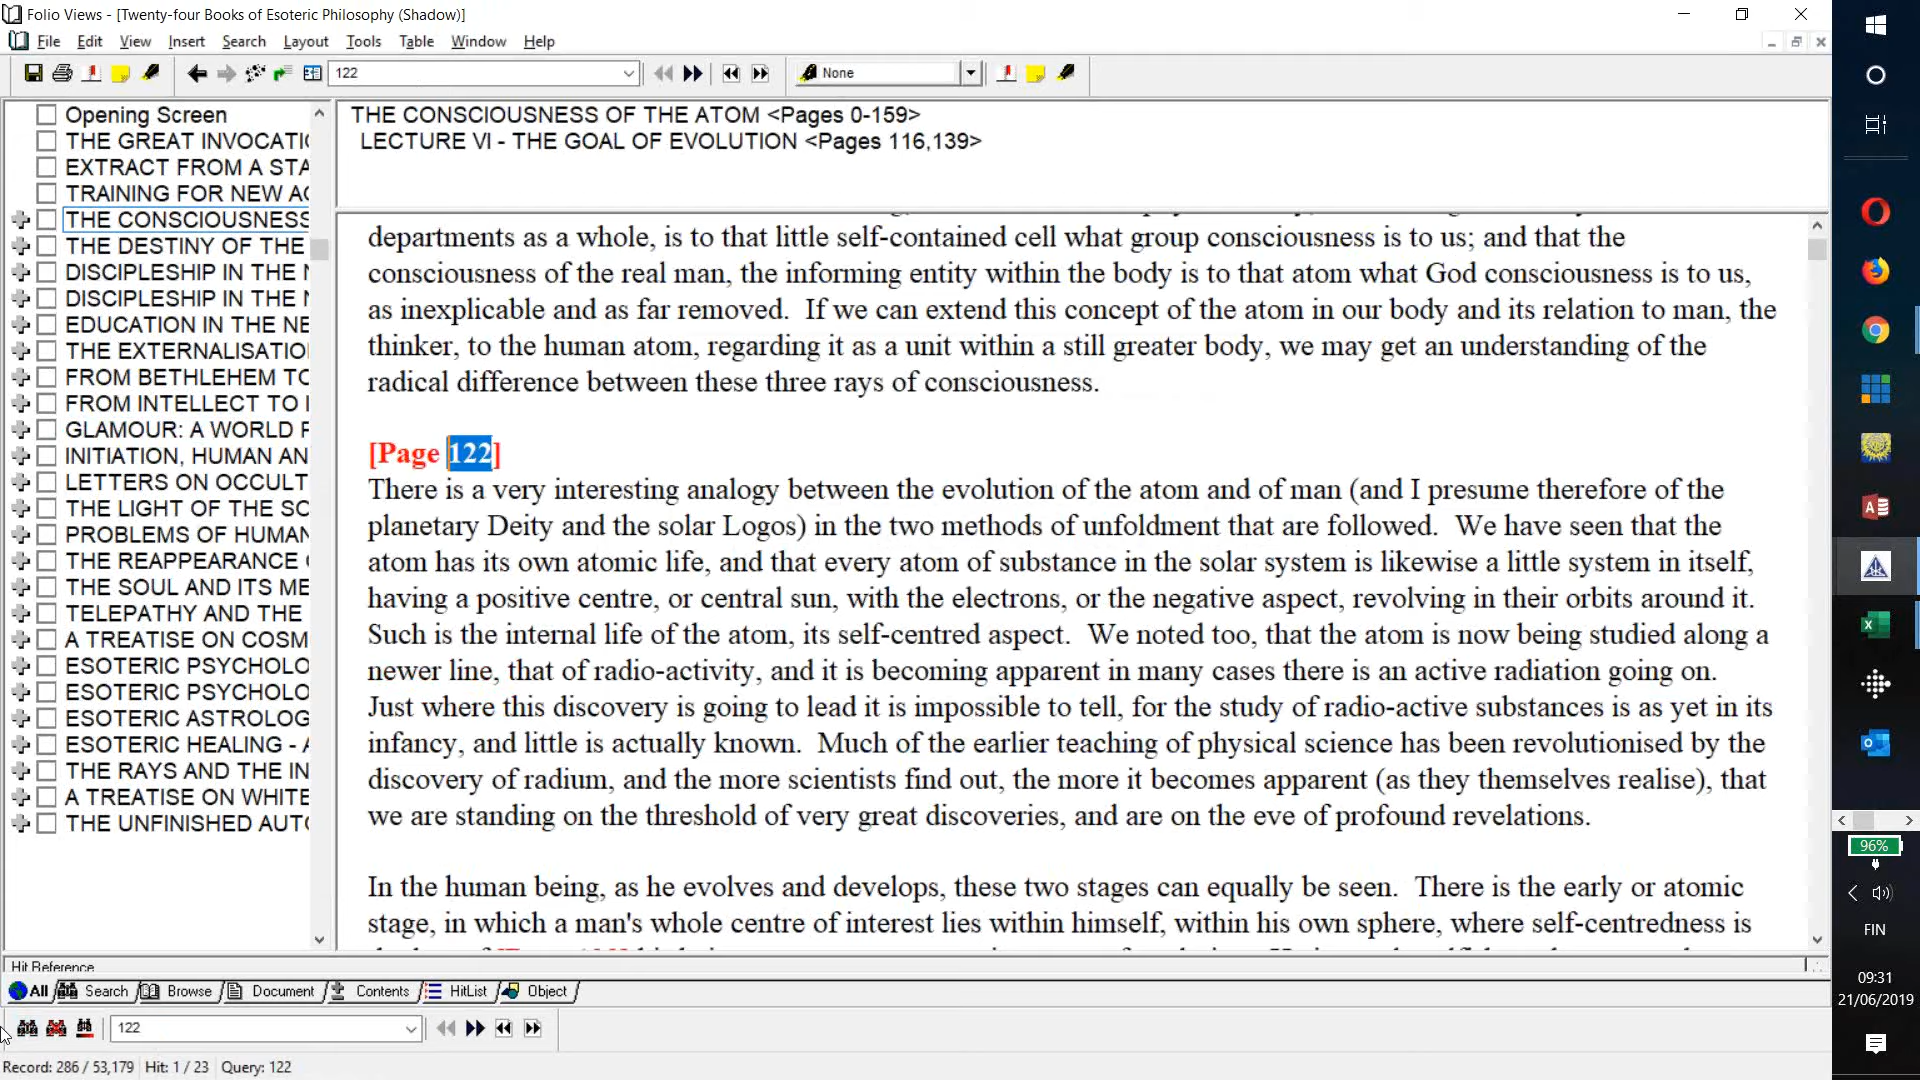 Folio Views - [Twenty-four Books of Esoteric Philosophy (Shadow)]
File Edit View Insert Search Layout Tools Table Window Help
122
None
Opening Screen
THE GREAT INVOCATIO
EXTRACT FROM A STA
TRAINING FOR NEW AG
THE CONSCIOUSNESS
THE DESTINY OF THE
DISCIPLESHIP IN THE N
DISCIPLESHIP IN THE N
EDUCATION IN THE NE
THE EXTERNALISATIO
FROM BETHLEHEM TO
FROM INTELLECT TO I
GLAMOUR: A WORLD P
INITIATION, HUMAN AN
LETTERS ON OCCULT
THE LIGHT OF THE SO
PROBLEMS OF HUMAN
THE REAPPEARANCE
THE SOUL AND ITS ME
TELEPATHY AND THE
A TREATISE ON COSM
ESOTERIC PSYCHOLO
ESOTERIC PSYCHOLO
ESOTERIC ASTROLOG
ESOTERIC HEALING - A
THE RAYS AND THE IN
A TREATISE ON WHITE
THE UNFINISHED AUTO
THE CONSCIOUSNESS OF THE ATOM <Pages 0-159>
LECTURE VI - THE GOAL OF EVOLUTION <Pages 116,139>
departments as a whole, is to that little self-contained cell what group consciousness is to us; and that the
consciousness of the real man, the informing entity within the body is to that atom what God consciousness is to us,
as inexplicable and as far removed. If we can extend this concept of the atom in our body and its relation to man, the
thinker, to the human atom, regarding it as a unit within a still greater body, we may get an understanding of the
radical difference between these three rays of consciousness.
[Page 122]
There is a very interesting analogy between the evolution of the atom and of man (and I presume therefore of the
planetary Deity and the solar Logos) in the two methods of unfoldment that are followed. We have seen that the
atom has its own atomic life, and that every atom of substance in the solar system is likewise a little system in itself,
having a positive centre, or central sun, with the electrons, or the negative aspect, revolving in their orbits around it.
Such is the internal life of the atom, its self-centred aspect. We noted too, that the atom is now being studied along a
newer line, that of radio-activity, and it is becoming apparent in many cases there is an active radiation going on.
Just where this discovery is going to lead it is impossible to tell, for the study of radio-active substances is as yet in its
infancy, and little is actually known. Much of the earlier teaching of physical science has been revolutionised by the
discovery of radium, and the more scientists find out, the more it becomes apparent (as they themselves realise), that
we are standing on the threshold of very great discoveries, and are on the eve of profound revelations.
In the human being, as he evolves and develops, these two stages can equally be seen. There is the early or atomic
stage, in which a man's whole centre of interest lies within himself, within his own sphere, where self-centredness is
Hit Reference
All Search Browse Document Contents HitList Object
122
Record: 286 / 53,179 Hit: 1 / 23 Query: 122
96%
FIN
09:31
21/06/2019